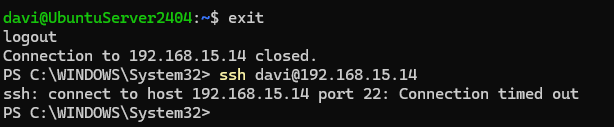 davi@UbuntuServer2404:~$ exit
logout
Connection to 192.168.15.14 closed.
PS C:\WINDOWS\System32> ssh davi@192.168.15.14
ssh: connect to host 192.168.15.14 port 22: Connection timed out
PS C:\WINDOWS\System32>